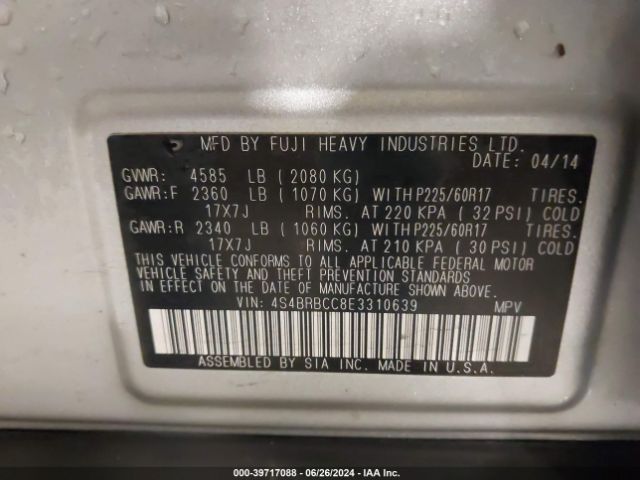 MFD BY FUJI HEAVY INDUSTRIES LTD.
DATE: 04/14
GVWR: 4585 LB ( 2080 KG)
GAWR:F 2360 LB ( 1070 KG) WITH P225/60R17 TIRES.
17X7J RIMS. AT 220 KPA ( 32 PSI) COLD
GAWR:R 2340 LB ( 1060 KG) WITH P225/60R17 TIRES.
17X7J RIMS. AT 210 KPA ( 30 PSI) COLD
THIS VEHICLE CONFORMS TO ALL APPLICABLE FEDERAL MOTOR
VEHICLE SAFETY AND THEFT PREVENTION STANDARDS
IN EFFECT ON THE DATE OF MANUFACTURE SHOWN ABOVE.
VIN: 4S4BRBCC8E3310639 MPV
ASSEMBLED BY SIA INC. MADE IN U.S.A.
000-39717088 - 06/26/2024 - IAA Inc.